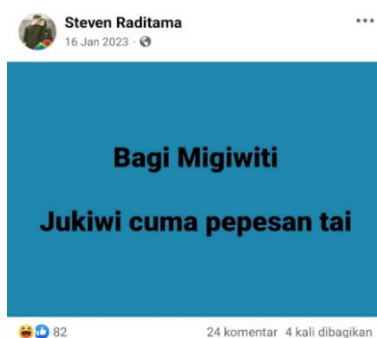 Steven Raditama
16 Jan 2023 ·
Bagi Migiwiti
Jukiwi cuma pepesan tai
82 24 komentar 4 kali dibagikan